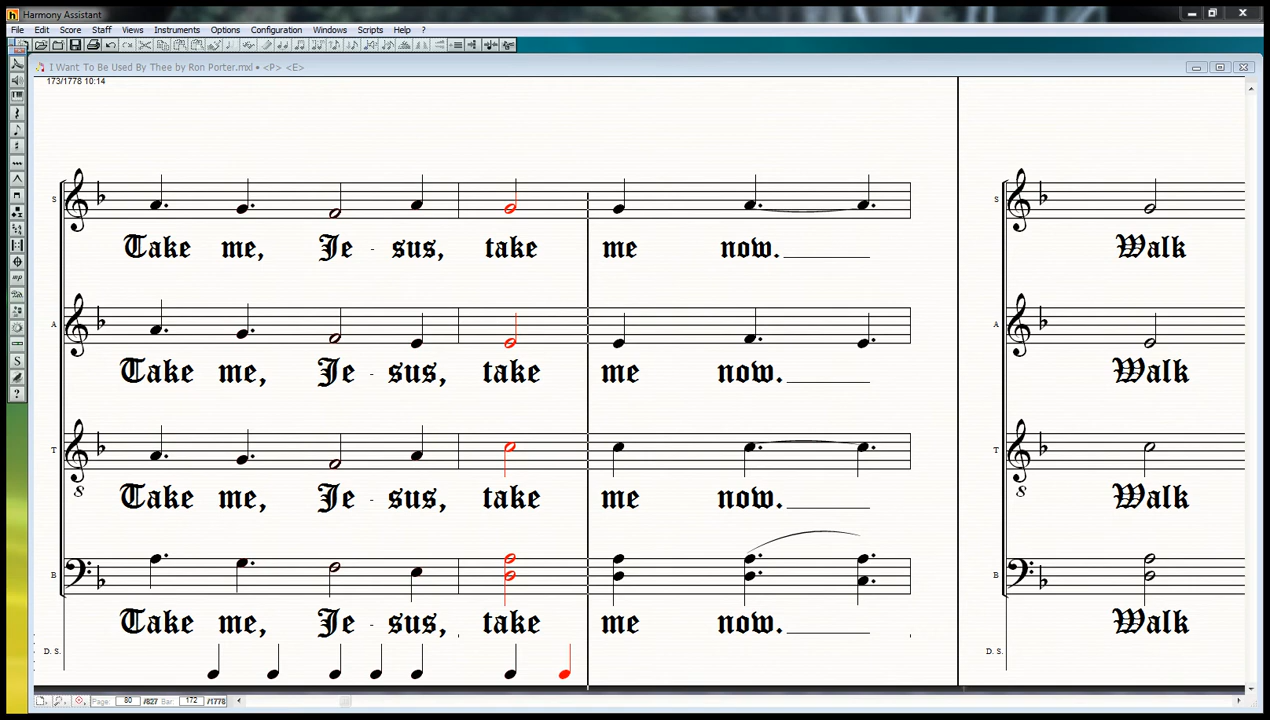 Harmony Assistant
File Edit Score Staff Views Instruments Options Configuration Windows Scripts Help ?
I Want To Be Used By Thee by Ron Porter.mxl • <P> <E>
173/1778 10:14
S
S
Take me, Je - sus, take me now.
Walk
A
A
Take me, Je - sus, take me now.
Walk
T
T
8
8
Take me, Je - sus, take me now.
Walk
B
B
Take me, Je - sus, take me now.
Walk
D. S.
D. S.
Page: 80 /827 Bar: 172 /1778